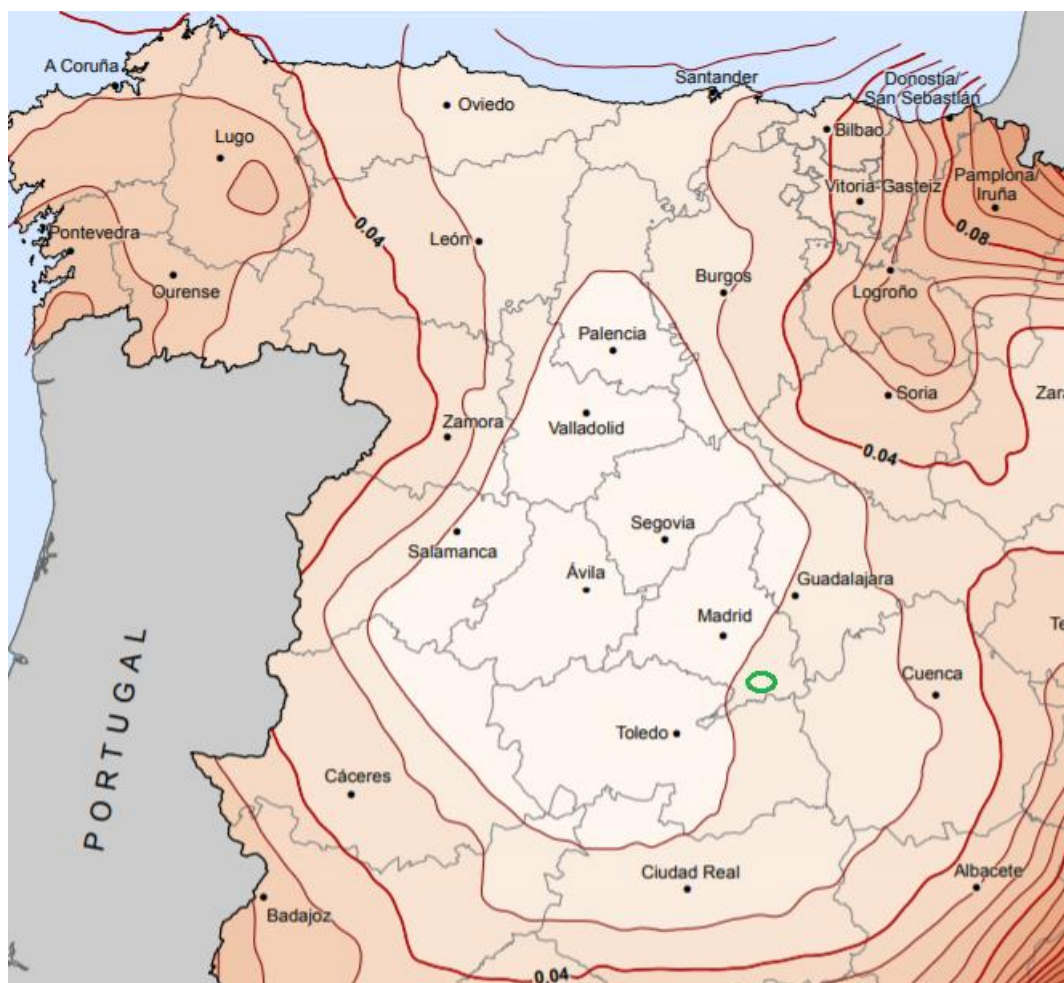 A Coruña
Oviedo
Santander
Donostia/
San Sebastián
Bilbao
Lugo
Pamplona/
Iruña
Vitoria-Gasteiz
0.04
0.08
Pontevedra
León
Ourense
Burgos
Logroño
Palencia
Soria
Zara
Zamora
Valladolid
0.04
Segovia
Salamanca
Ávila
Guadalajara
Madrid
Te
Cuenca
Toledo
PORTUGAL
Cáceres
Ciudad Real
Albacete
Badajoz
0.04